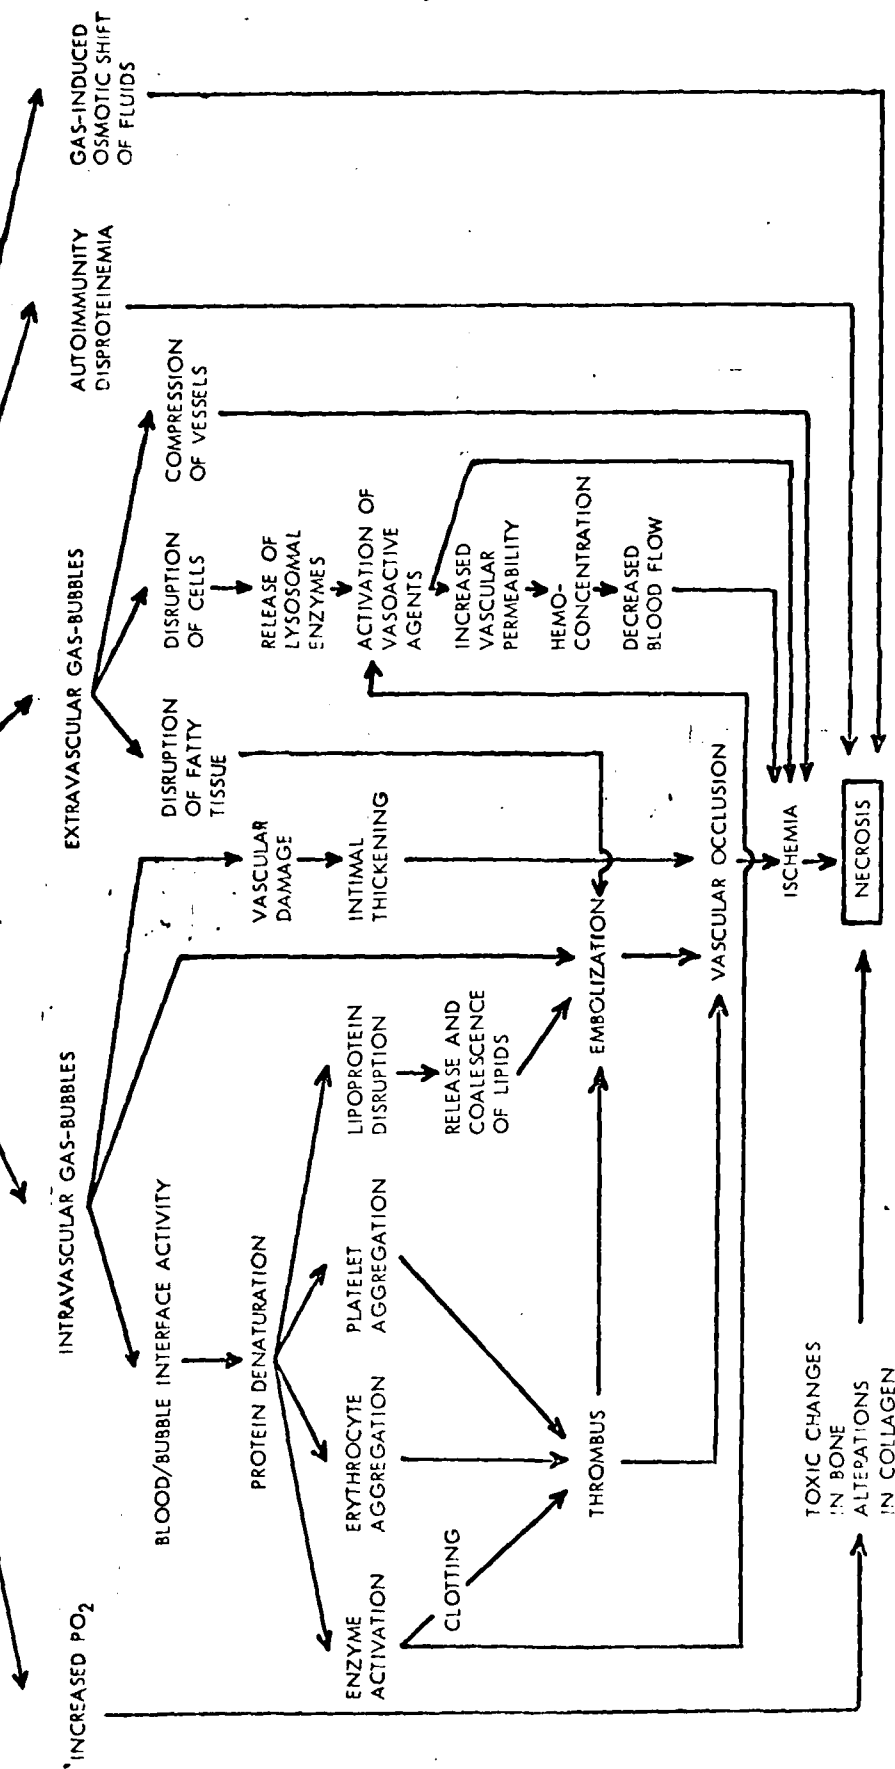 INCREASED PO2
INTRAVASCULAR GAS-BUBBLES
EXTRAVASCULAR GAS-BUBBLES
AUTOIMMUNITY
DISPROTEINEMIA
GAS-INDUCED
OSMOTIC SHIFT
OF FLUIDS
BLOOD/BUBBLE INTERFACE ACTIVITY
DISRUPTION
OF FATTY
TISSUE
DISRUPTION
OF CELLS
COMPRESSION
OF VESSELS
PROTEIN DENATURATION
VASCULAR
DAMAGE
RELEASE OF
LYSOSOMAL
ENZYMES
ENZYME
ACTIVATION
ERYTHROCYTE
AGGREGATION
PLATELET
AGGREGATION
LIPOPROTEIN
DISRUPTION
INTIMAL
THICKENING
ACTIVATION OF
VASOACTIVE
AGENTS
CLOTTING
RELEASE AND
COALESCENCE
OF LIPIDS
INCREASED
VASCULAR
PERMEABILITY
HEMO-
CONCENTRATION
THROMBUS
EMBOLIZATION
DECREASED
BLOOD FLOW
VASCULAR OCCLUSION
ISCHEMIA
TOXIC CHANGES
IN BONE
ALTERATIONS
IN COLLAGEN
NECROSIS